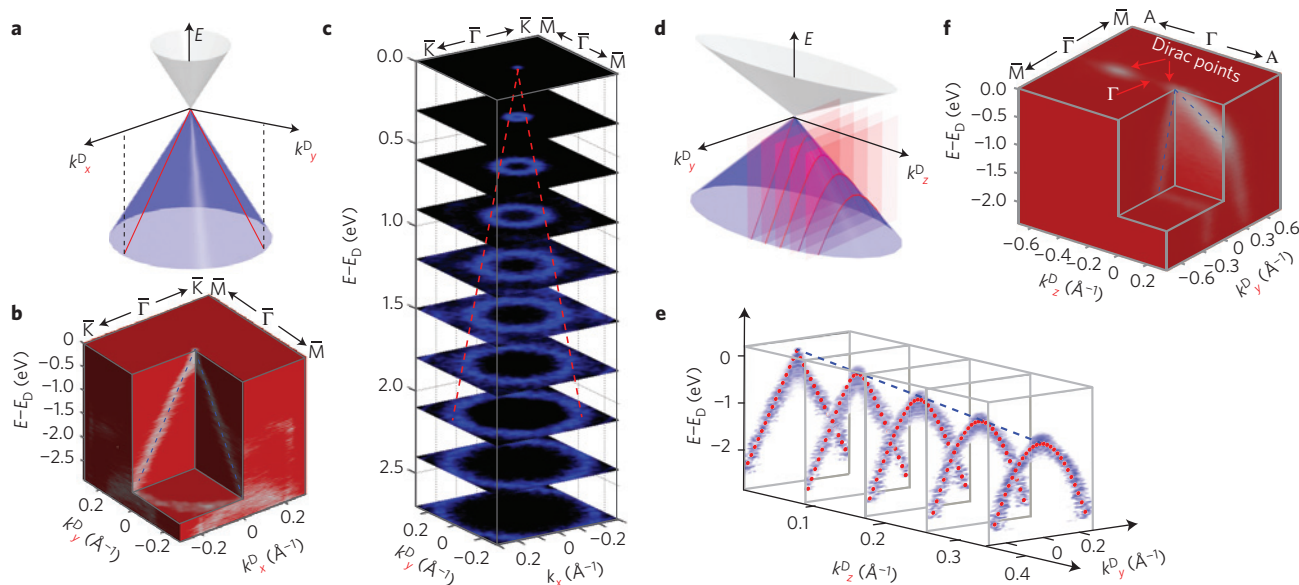 a
E
k^D_x
k^D_y
b
K̅ Γ̅ K̅ M̅ Γ̅ M̅
E−E_D (eV)
0
−0.5
−1.0
−1.5
−2.0
−2.5
0.2 0 −0.2
k^D_y (Å⁻¹)
−0.2 0 0.2
k^D_x (Å⁻¹)
c
K̅ Γ̅ K̅ M̅ Γ̅ M̅
E−E_D (eV)
0.0
0.5
1.0
1.5
2.0
2.5
0.2 0 −0.2
k^D_y (Å⁻¹)
0.2 0 −0.2
k_x (Å⁻¹)
d
E
k^D_y
k^D_z
f
M̅ Γ̅ M̅ A Γ A
Dirac points
Γ
E−E_D (eV)
0.0
−0.5
−1.0
−1.5
−2.0
−0.6 −0.4 −0.2 0 0.2
k^D_z (Å⁻¹)
−0.6 −0.3 0 0.3 0.6
k^D_y (Å⁻¹)
e
E−E_D (eV)
0
−1
−2
0.1 0.2 0.3 0.4
k^D_z (Å⁻¹)
0 0.2
k^D_y (Å⁻¹)